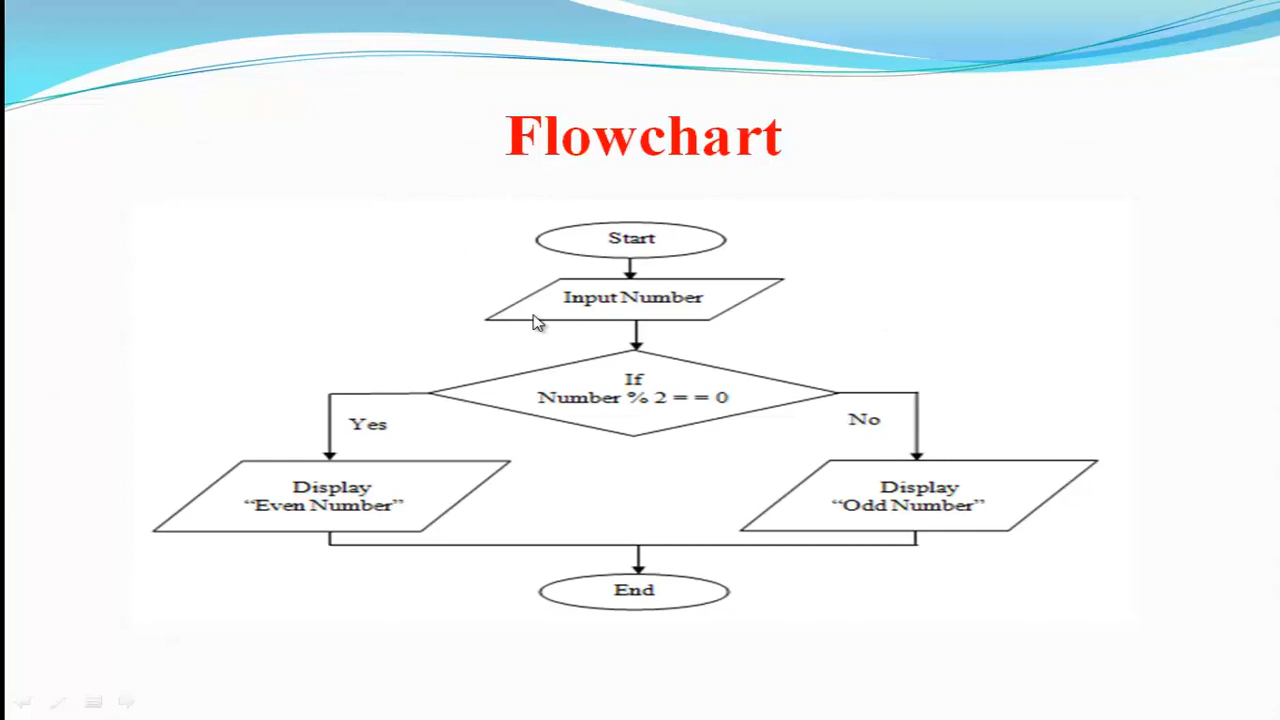 Flowchart
Start
Input Number
If
Number % 2 = = 0
Yes
No
Display
“Even Number”
Display
“Odd Number”
End